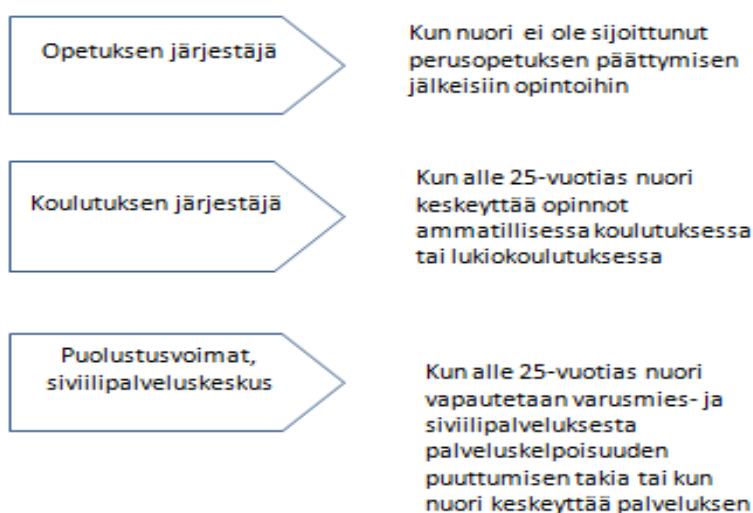 Opetuksen järjestäjä
Kun nuori ei ole sijoittunut
perusopetuksen päättymisen
jälkeisiin opintoihin
Koulutuksen järjestäjä
Kun alle 25-vuotias nuori
keskeyttää opinnot
ammatillisessa koulutuksessa
tai lukiokoulutuksessa
Puolustusvoimat,
siviilipalveluskeskus
Kun alle 25-vuotias nuori
vapautetaan varusmies- ja
siviilipalveluksesta
palveluskelpoisuuden
puuttumisen takia tai kun
nuori keskeyttää palveluksen